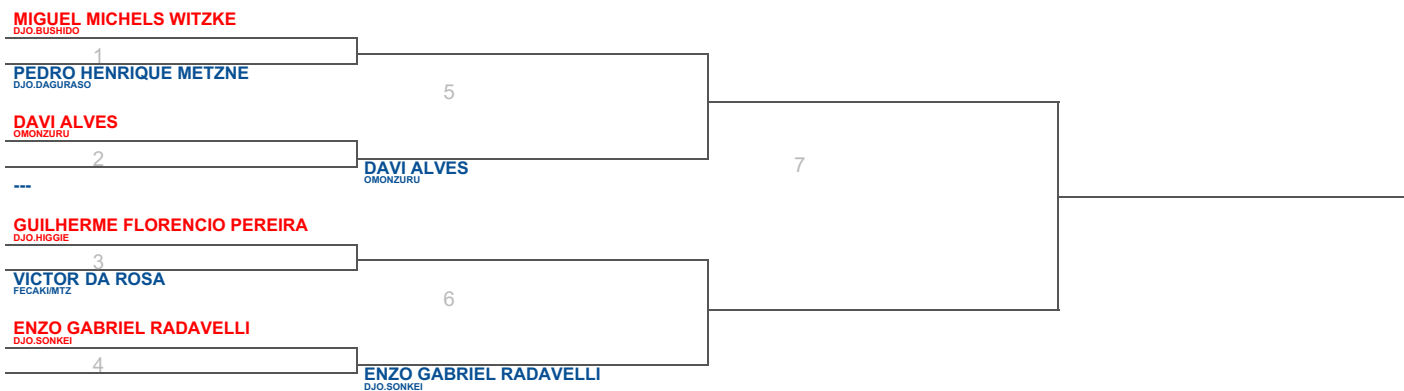 MIGUEL MICHELS WITZKE
DJO.BUSHIDO
1
PEDRO HENRIQUE METZNE
DJO.DAGURASO
5
DAVI ALVES
OMONZURU
2
DAVI ALVES
OMONZURU
7
---
GUILHERME FLORENCIO PEREIRA
DJO.HIGGIE
3
VICTOR DA ROSA
FECAKI/MTZ
6
ENZO GABRIEL RADAVELLI
DJO.SONKEI
4
ENZO GABRIEL RADAVELLI
DJO.SONKEI